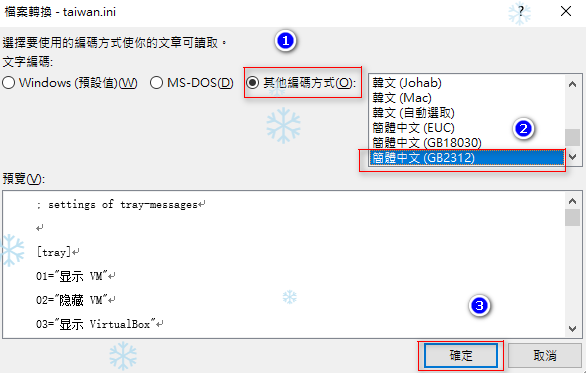 檔案轉換 - taiwan.ini
?
選擇要使用的編碼方式使你的文章可讀取。
1
文字編碼:
Windows (預設值)(W)
MS-DOS(D)
其他編碼方式(O):
韓文 (Johab)
韓文 (Mac)
韓文 (自動選取)
簡體中文 (EUC)
簡體中文 (GB18030)
簡體中文 (GB2312)
2
預覽(V):
; settings of tray-messages↵
↵
[tray]↵
01="显示 VM"↵
02="隐藏 VM"↵
03="显示 VirtualBox"↵
3
確定
取消